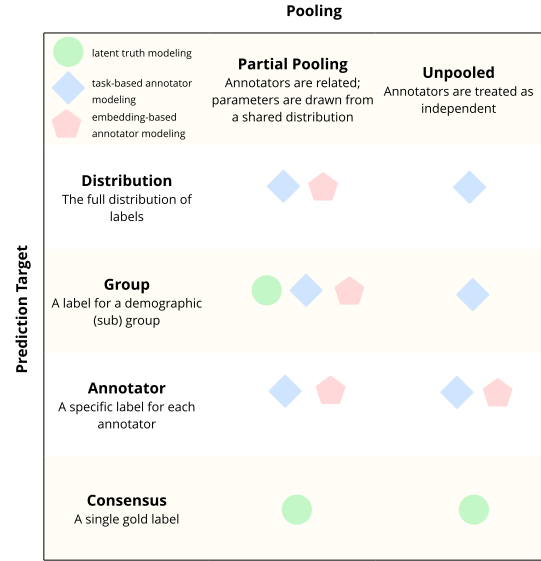 Pooling
latent truth modeling
task-based annotator
modeling
embedding-based
annotator modeling
Partial Pooling
Annotators are related;
parameters are drawn from
a shared distribution
Unpooled
Annotators are treated as
independent
Prediction Target
Distribution
The full distribution of
labels
Group
A label for a demographic
(sub) group
Annotator
A specific label for each
annotator
Consensus
A single gold label